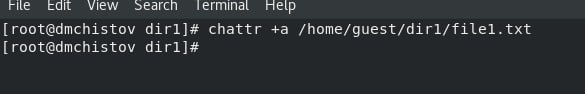 File Edit View Search Terminal Help
[root@dmchistov dir1]# chattr +a /home/guest/dir1/file1.txt
[root@dmchistov dir1]#